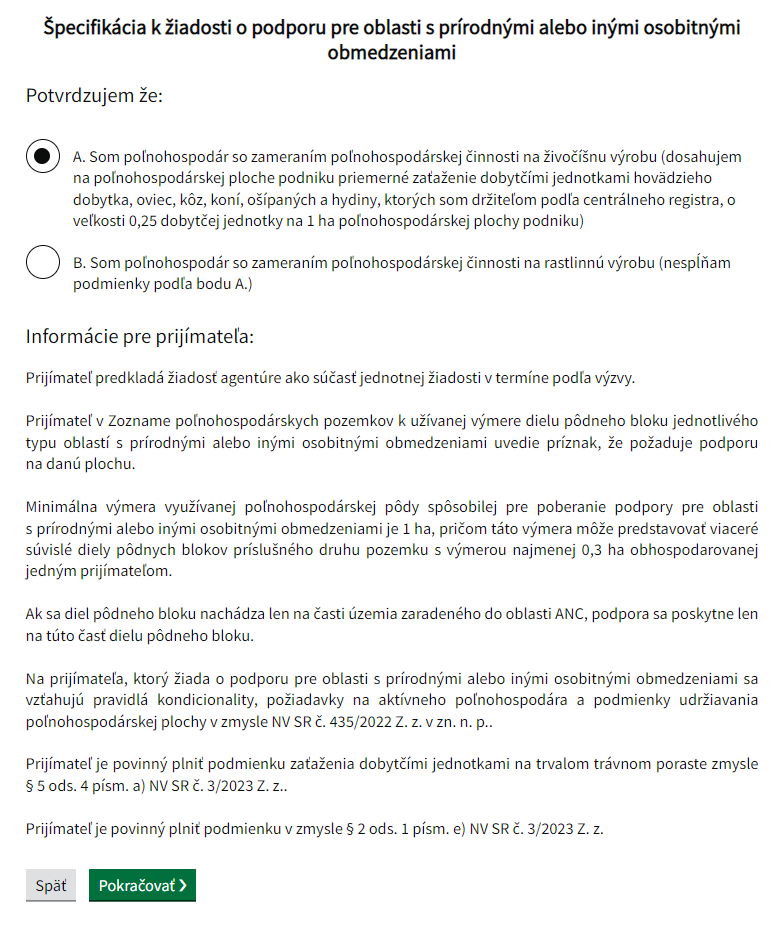 Špecifikácia k žiadosti o podporu pre oblasti s prírodnými alebo inými osobitnými
obmedzeniami
Potvrdzujem že:
A. Som poľnohospodár so zameraním poľnohospodárskej činnosti na živočíšnu výrobu (dosahujem
na poľnohospodárskej ploche podniku priemerné zaťaženie dobytčími jednotkami hovädzieho
dobytka, oviec, kôz, koní, ošípaných a hydiny, ktorých som držiteľom podľa centrálneho registra, o
veľkosti 0,25 dobytčej jednotky na 1 ha poľnohospodárskej plochy podniku)
B. Som poľnohospodár so zameraním poľnohospodárskej činnosti na rastlinnú výrobu (nespĺňam
podmienky podľa bodu A.)
Informácie pre prijímateľa:
Prijímateľ predkladá žiadosť agentúre ako súčasť jednotnej žiadosti v termíne podľa výzvy.
Prijímateľ v Zozname poľnohospodárskych pozemkov k užívanej výmere dielu pôdneho bloku jednotlivého
typu oblastí s prírodnými alebo inými osobitnými obmedzeniami uvedie príznak, že požaduje podporu
na danú plochu.
Minimálna výmera využívanej poľnohospodárskej pôdy spôsobilej pre poberanie podpory pre oblasti
s prírodnými alebo inými osobitnými obmedzeniami je 1 ha, pričom táto výmera môže predstavovať viaceré
súvislé diely pôdnych blokov príslušného druhu pozemku s výmerou najmenej 0,3 ha obhospodarovanej
jedným prijímateľom.
Ak sa diel pôdneho bloku nachádza len na časti územia zaradeného do oblasti ANC, podpora sa poskytne len
na túto časť dielu pôdneho bloku.
Na prijímateľa, ktorý žiada o podporu pre oblasti s prírodnými alebo inými osobitnými obmedzeniami sa
vzťahujú pravidlá kondicionality, požiadavky na aktívneho poľnohospodára a podmienky udržiavania
poľnohospodárskej plochy v zmysle NV SR č. 435/2022 Z. z. v zn. n. p..
Prijímateľ je povinný plniť podmienku zaťaženia dobytčími jednotkami na trvalom trávnom poraste zmysle
§ 5 ods. 4 písm. a) NV SR č. 3/2023 Z. z..
Prijímateľ je povinný plniť podmienku v zmysle § 2 ods. 1 písm. e) NV SR č. 3/2023 Z. z.
Späť Pokračovať ❯